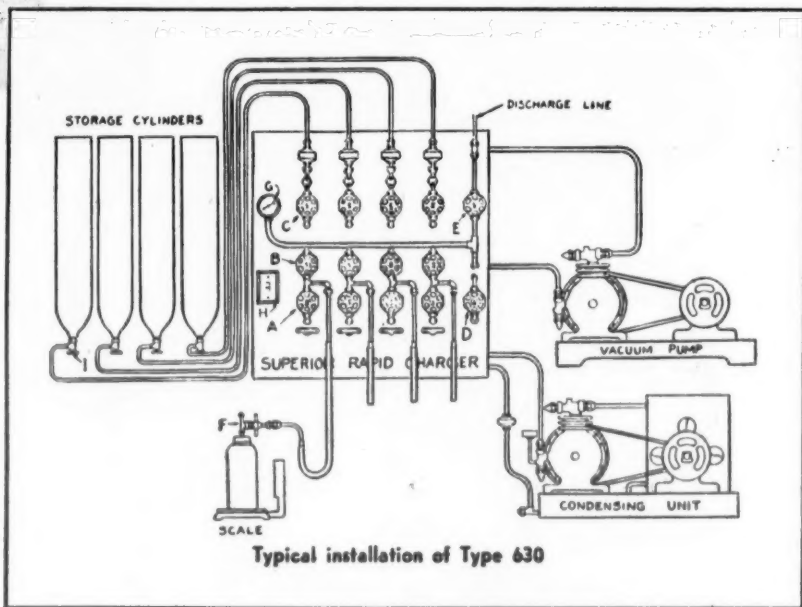 DISCHARGE LINE
STORAGE CYLINDERS
G
C
E
B
H
A
D
I
SUPERIOR RAPID CHARGER
VACUUM PUMP
F
SCALE
CONDENSING UNIT
Typical installation of Type 630